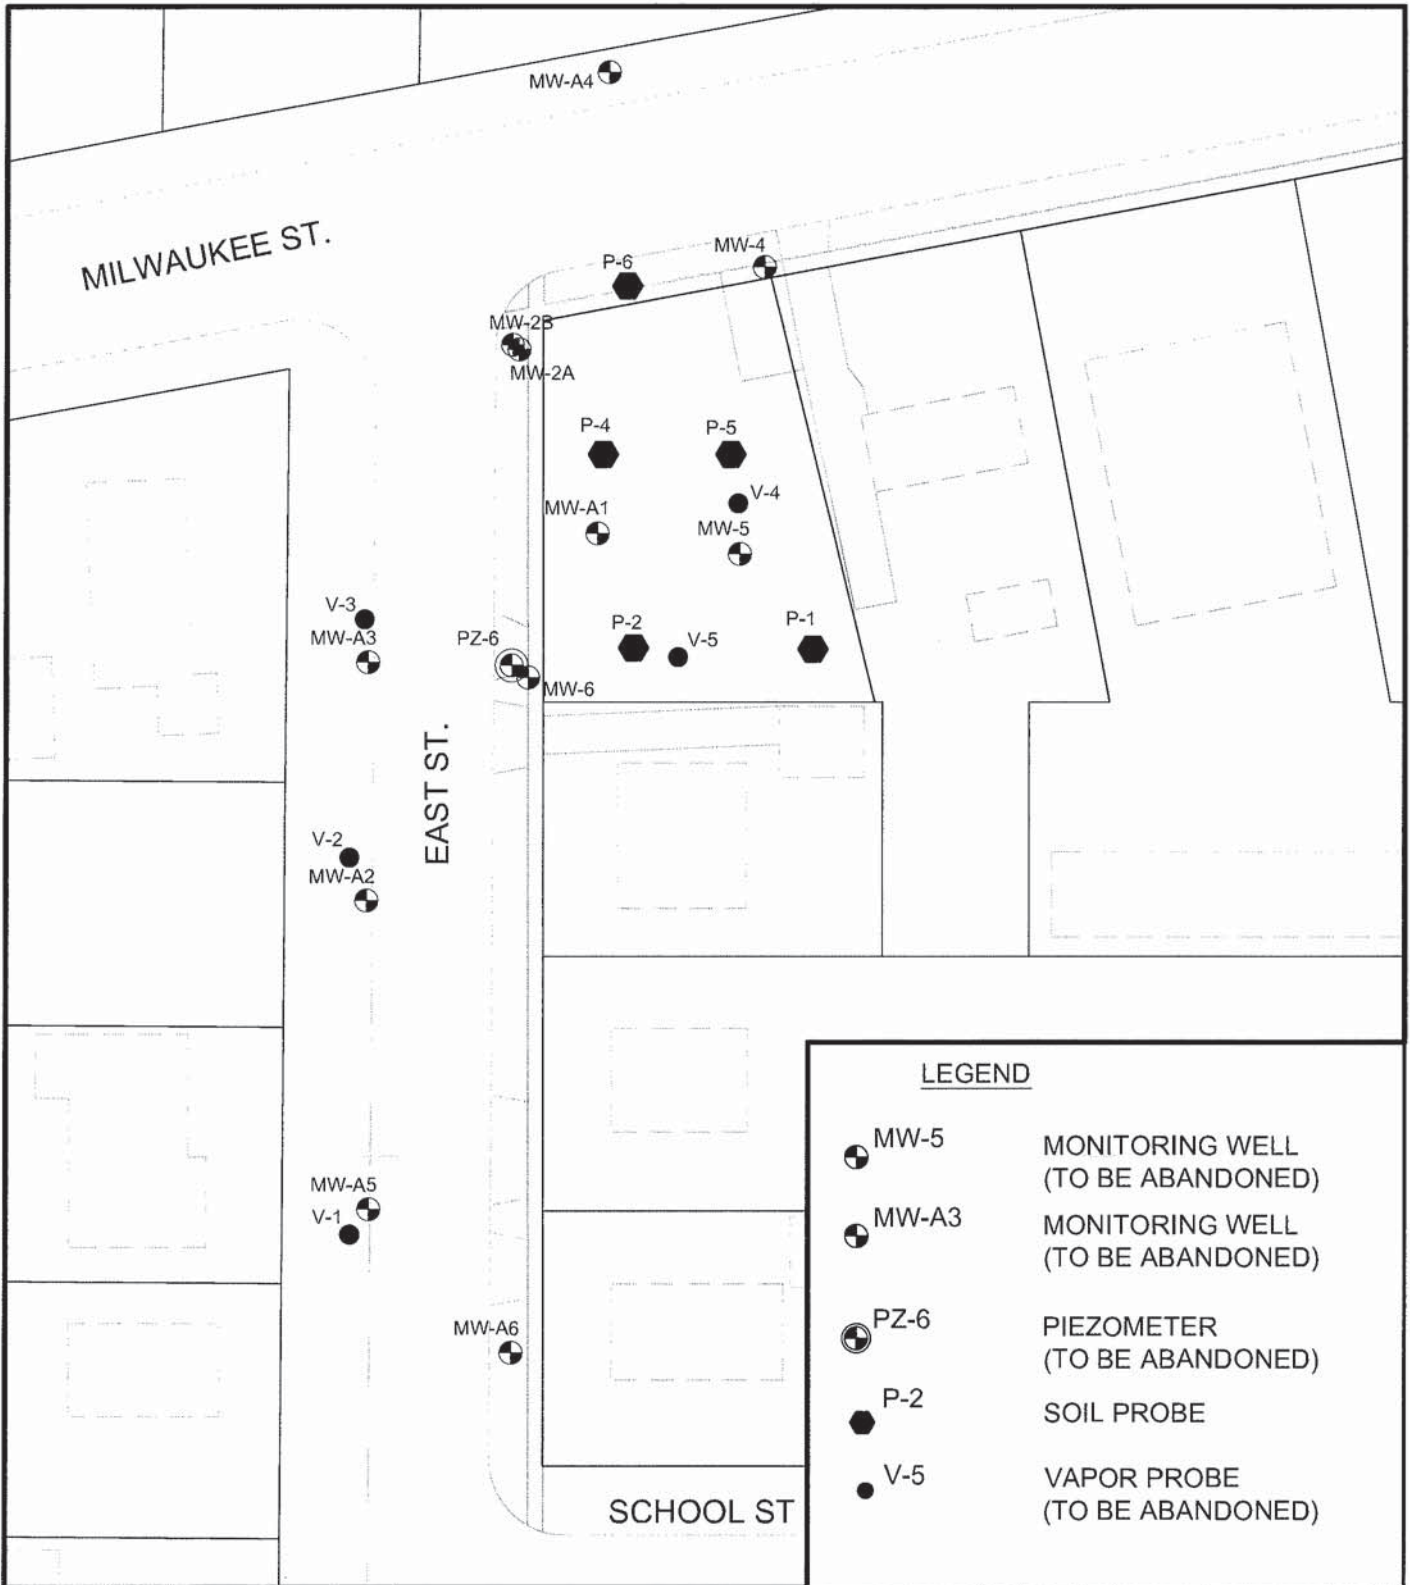 MW-A4
MILWAUKEE ST.
MW-4
P-6
MW-2B
MW-2A
P-4
P-5
V-4
MW-A1
MW-5
V-3
MW-A3
PZ-6
P-2
V-5
P-1
MW-6
EAST ST.
V-2
MW-A2
MW-A5
V-1
MW-A6
SCHOOL ST
LEGEND
MW-5 MONITORING WELL
(TO BE ABANDONED)
MW-A3 MONITORING WELL
(TO BE ABANDONED)
PZ-6 PIEZOMETER
(TO BE ABANDONED)
P-2 SOIL PROBE
V-5 VAPOR PROBE
(TO BE ABANDONED)